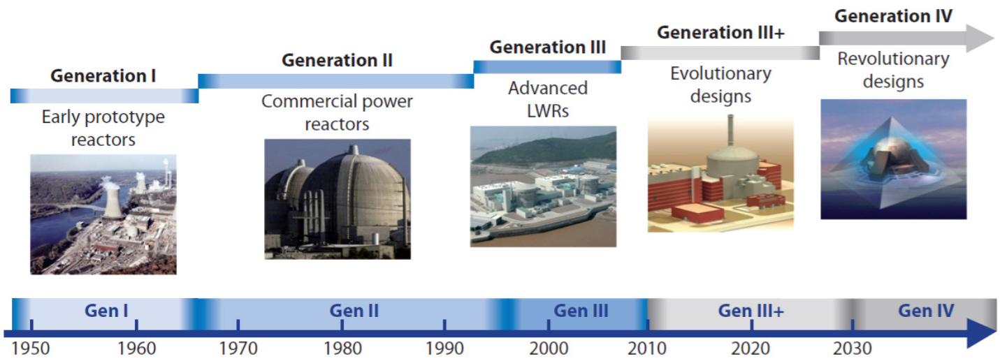 Generation I
Early prototype
reactors
Generation II
Commercial power
reactors
Generation III
Advanced
LWRs
Generation III+
Evolutionary
designs
Generation IV
Revolutionary
designs
Gen I
Gen II
Gen III
Gen III+
Gen IV
1950
1960
1970
1980
1990
2000
2010
2020
2030